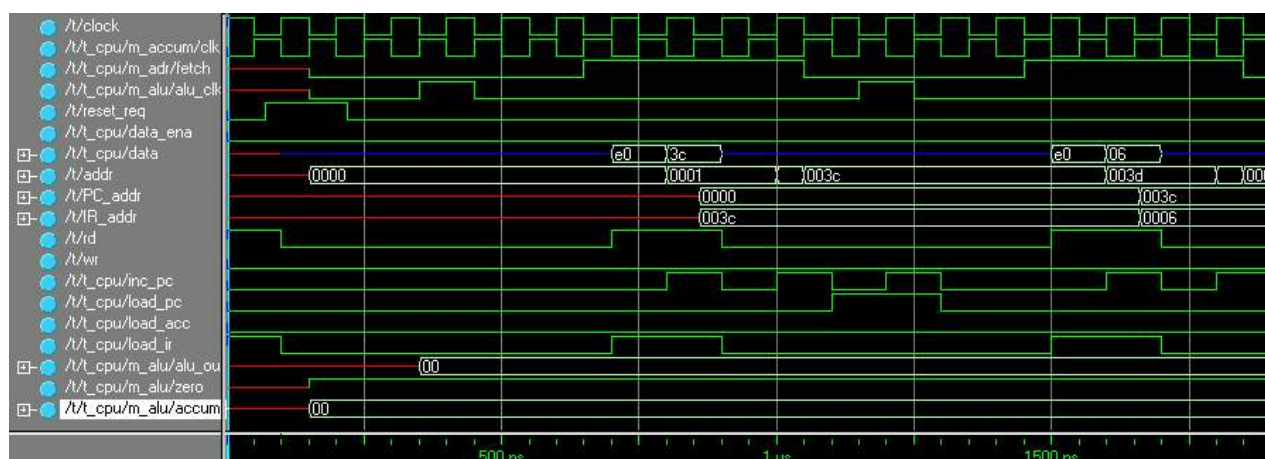 /t/clock
/t/t_cpu/m_accum/clk
/t/t_cpu/m_adr/fetch
/t/t_cpu/m_alu/alu_clk
/t/reset_req
/t/t_cpu/data_ena
/t/t_cpu/data e0 3c e0 06
/t/addr 0000 0001 003c 003d 000
/t/PC_addr 0000 003c
/t/IR_addr 003c 0006
/t/rd
/t/wr
/t/t_cpu/inc_pc
/t/t_cpu/load_pc
/t/t_cpu/load_acc
/t/t_cpu/load_ir
/t/t_cpu/m_alu/alu_ou 00
/t/t_cpu/m_alu/zero
/t/t_cpu/m_alu/accum 00
500 ns 1 us 1500 ns